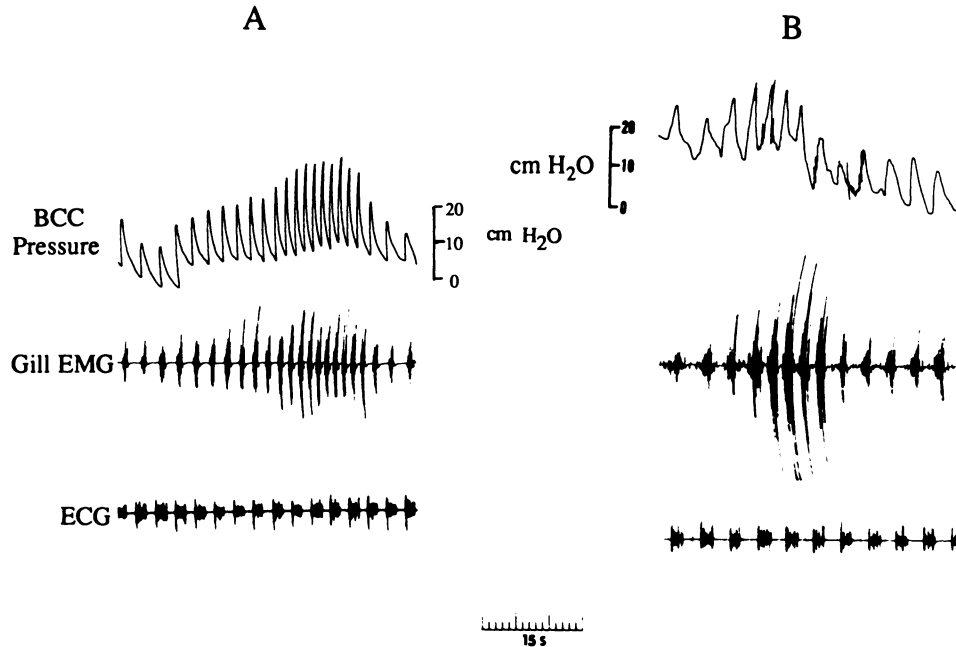 A
B
BCC
Pressure
20
10
0
cm H₂O
cm H₂O
20
10
0
Gill EMG
ECG
15 s